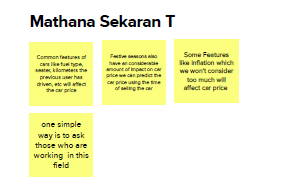 Mathana Sekaran T
Common features of
cars like fuel type,
seater, kilometers the
previous user has
driven, etc will affect
the car price
Festive seasons also
have an considerable
amount of impact on car
price we can predict the
car price using the time
of selling the car
Some Features
like inflation which
we won't consider
too much will
affect car price
one simple
way is to ask
those who are
working in this
field